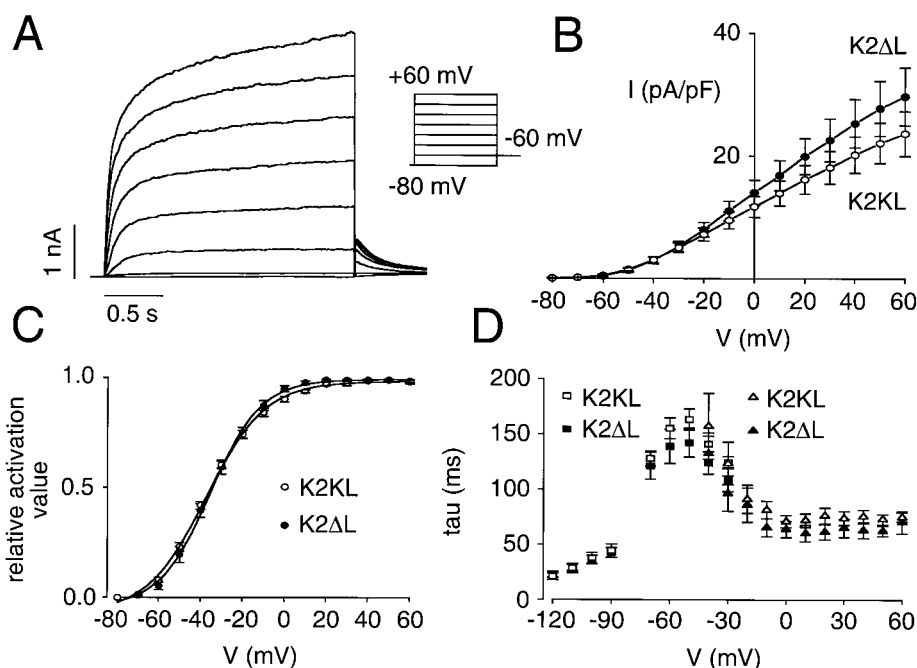 A
+60 mV
-60 mV
-80 mV
1 nA
0.5 s
B
40
I (pA/pF)
20
K2ΔL
K2KL
-80 -60 -40 -20 0 20 40 60
V (mV)
C
relative activation
value
1.0
0.5
0.0
K2KL
K2ΔL
-80 -60 -40 -20 0 20 40 60
V (mV)
D
tau (ms)
200
150
100
50
0
K2KL
K2ΔL
K2KL
K2ΔL
-120 -90 -60 -30 0 30 60
V (mV)